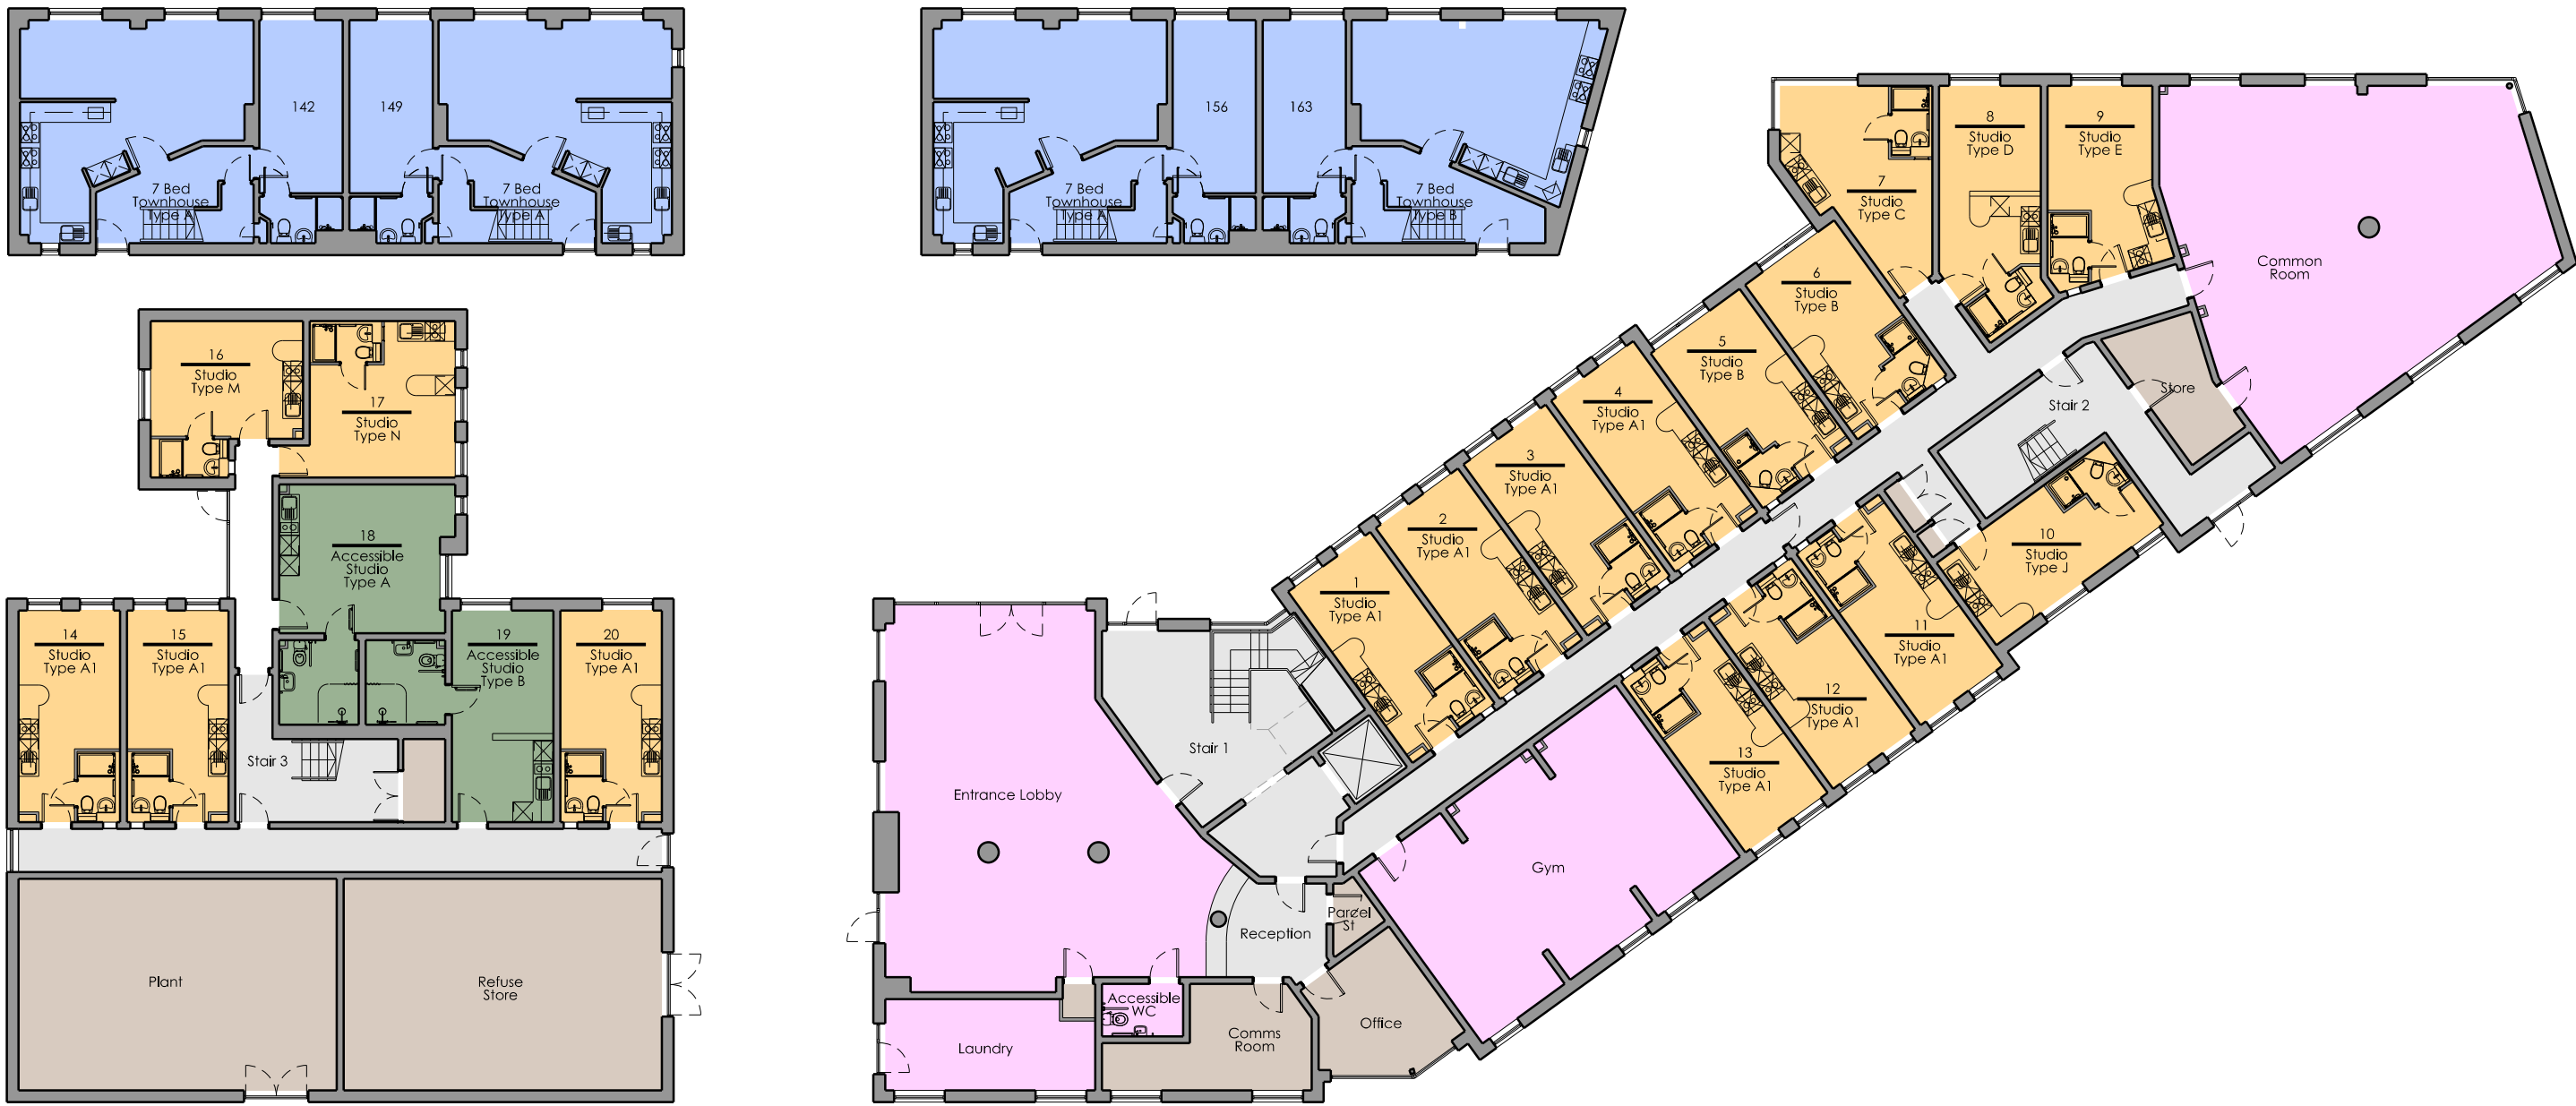 142
149
7 Bed
Townhouse
Type A
7 Bed
Townhouse
Type A
156
163
7 Bed
Townhouse
Type A
7 Bed
Townhouse
Type B
7
Studio
Type C
8
Studio
Type D
9
Studio
Type E
Common
Room
6
Studio
Type B
5
Studio
Type B
4
Studio
Type A1
3
Studio
Type A1
2
Studio
Type A1
1
Studio
Type A1
Store
Stair 2
10
Studio
Type J
11
Studio
Type A1
12
Studio
Type A1
13
Studio
Type A1
16
Studio
Type M
17
Studio
Type N
18
Accessible
Studio
Type A
14
Studio
Type A1
15
Studio
Type A1
19
Accessible
Studio
Type B
20
Studio
Type A1
Stair 3
Plant
Refuse
Store
Stair 1
Entrance Lobby
Gym
Parcel
St
Reception
Accessible
WC
Laundry
Comms
Room
Office